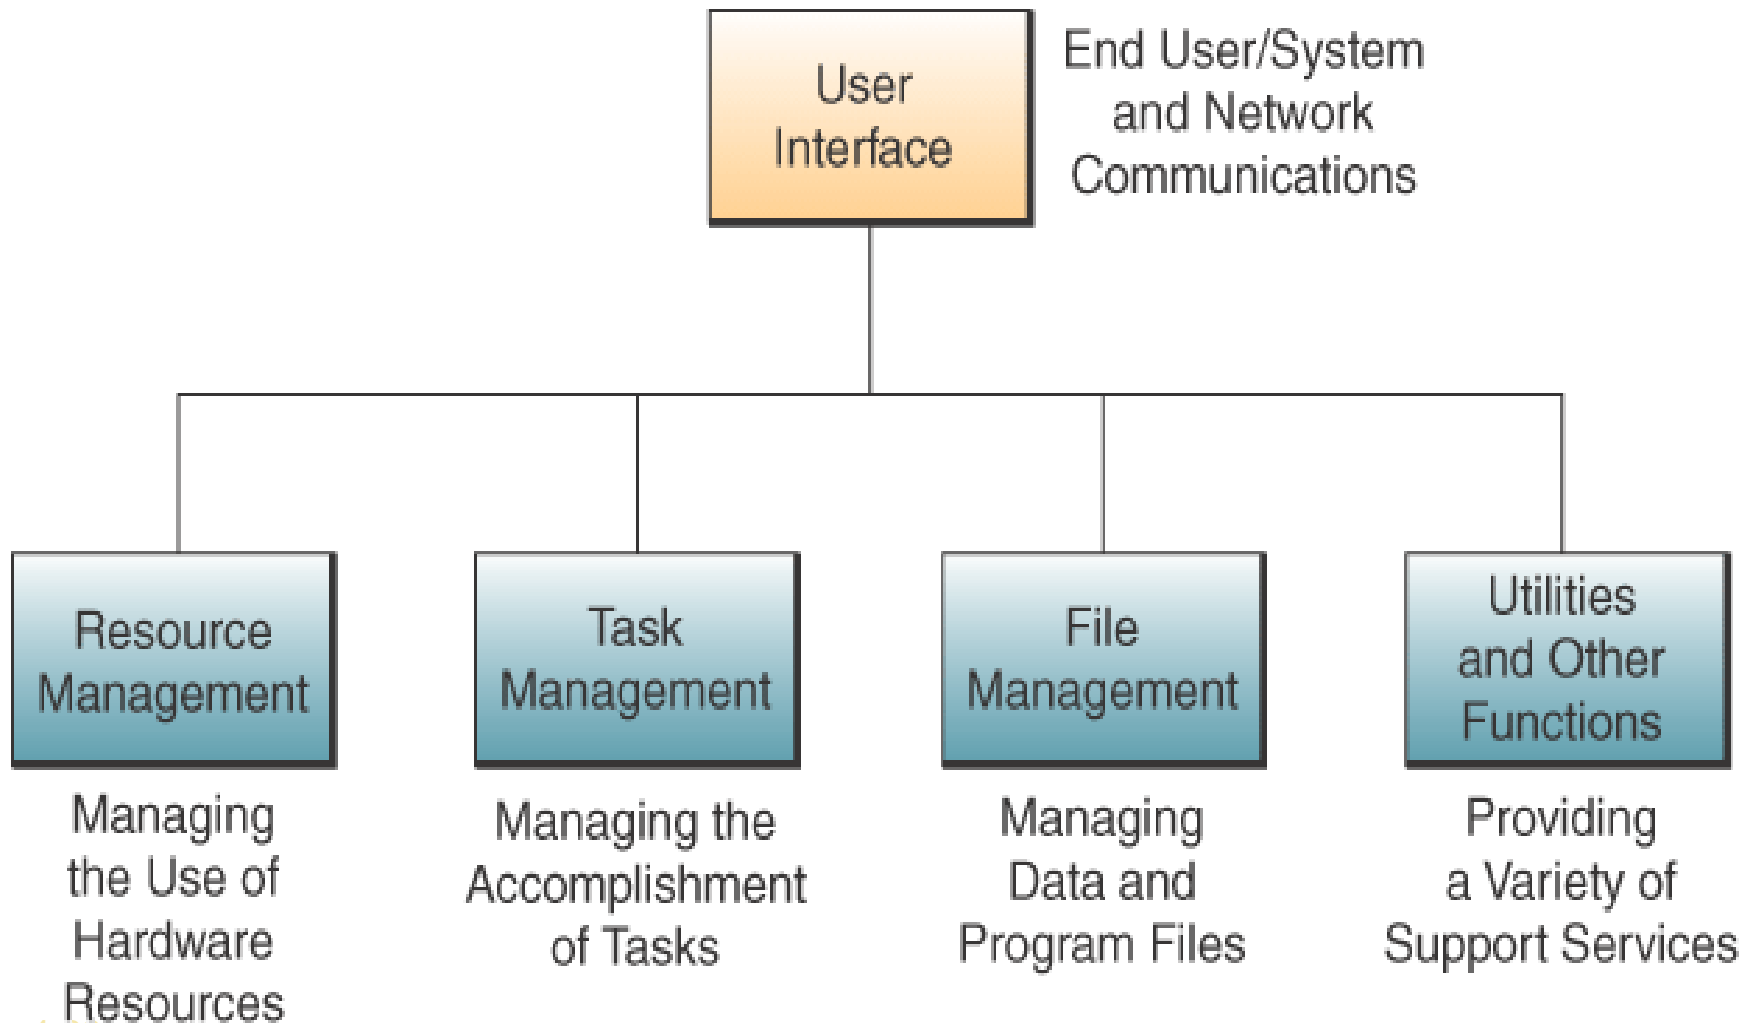 User
Interface
End User/System
and Network
Communications
Resource
Management
Task
Management
File
Management
Utilities
and Other
Functions
Managing
the Use of
Hardware
Resources
Managing the
Accomplishment
of Tasks
Managing
Data and
Program Files
Providing
a Variety of
Support Services